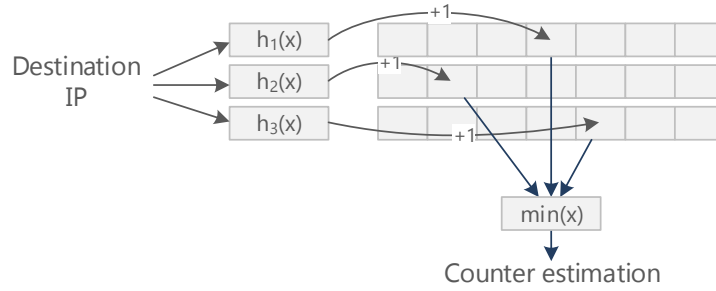 Destination
IP
h₁(x)
+1
h₂(x)
+1
h₃(x)
+1
min(x)
Counter estimation